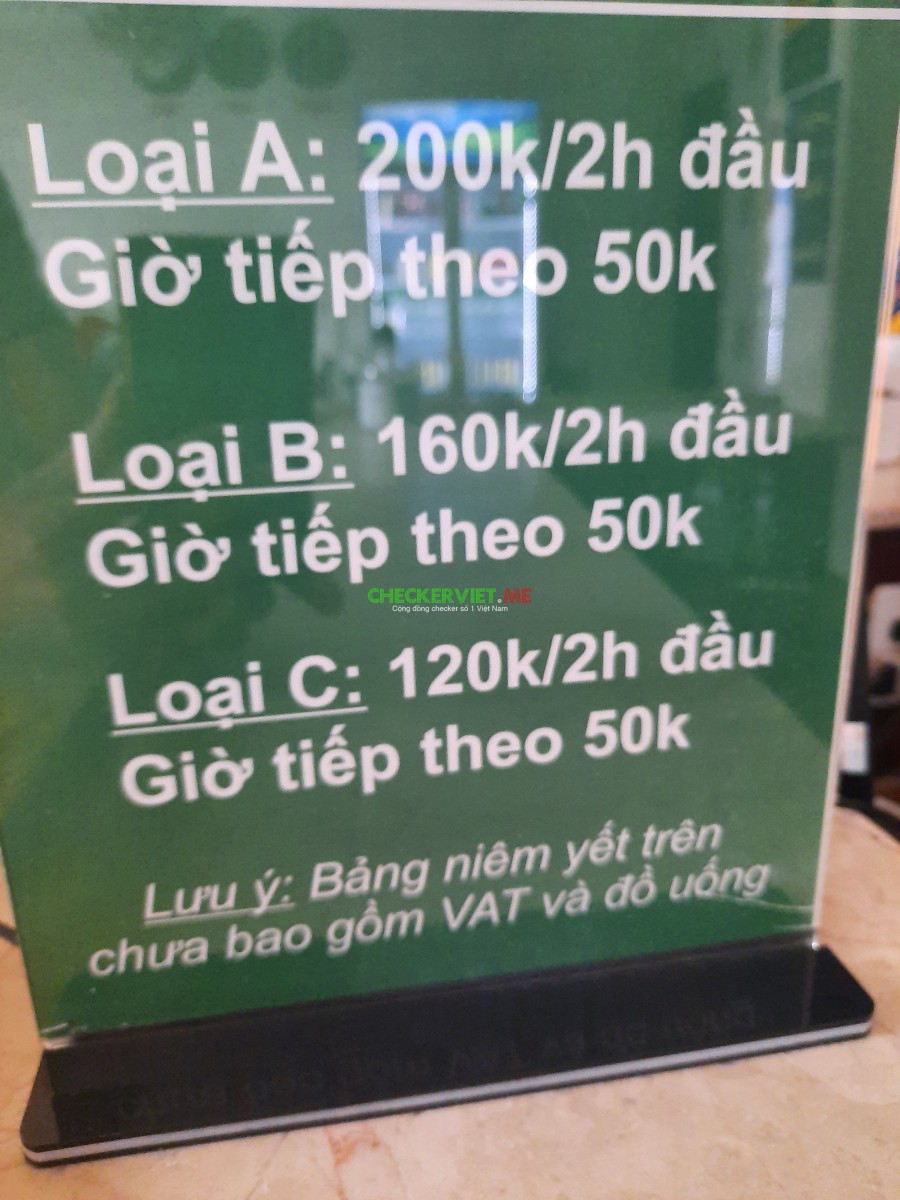 Loại A: 200k/2h đầu
Giờ tiếp theo 50k
Loại B: 160k/2h đầu
Giờ tiếp theo 50k
CHECKERVIET.ME
Cộng đồng checker số 1 Việt Nam
Loại C: 120k/2h đầu
Giờ tiếp theo 50k
Lưu ý: Bảng niêm yết trên
chưa bao gồm VAT và đồ uống